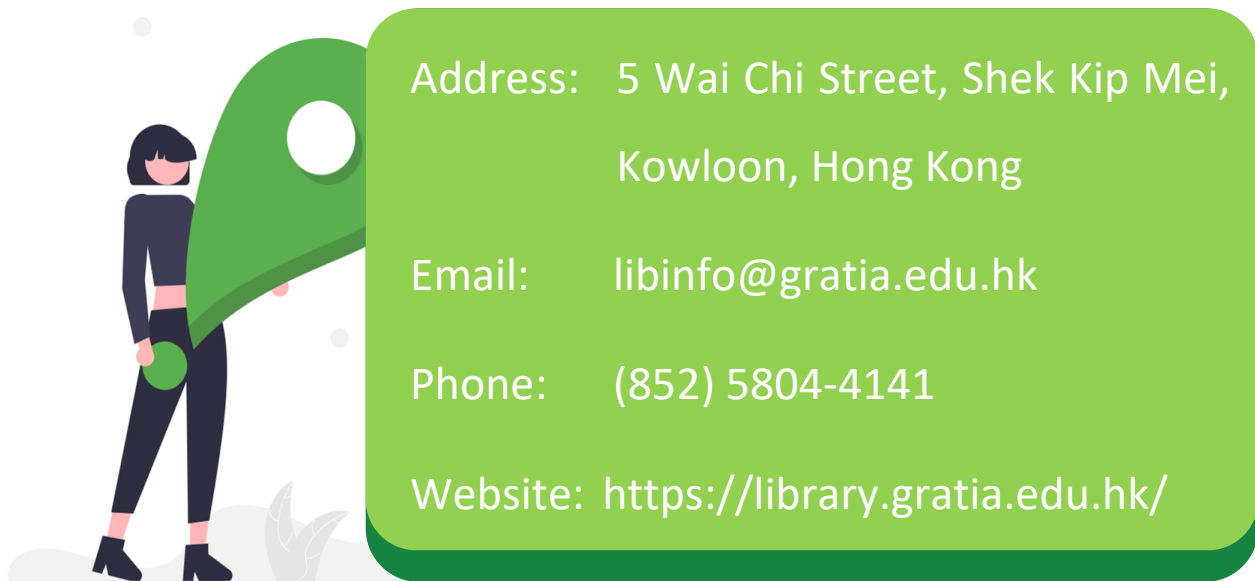 Address: 5 Wai Chi Street, Shek Kip Mei,
Kowloon, Hong Kong
Email: libinfo@gratia.edu.hk
Phone: (852) 5804-4141
Website: https://library.gratia.edu.hk/